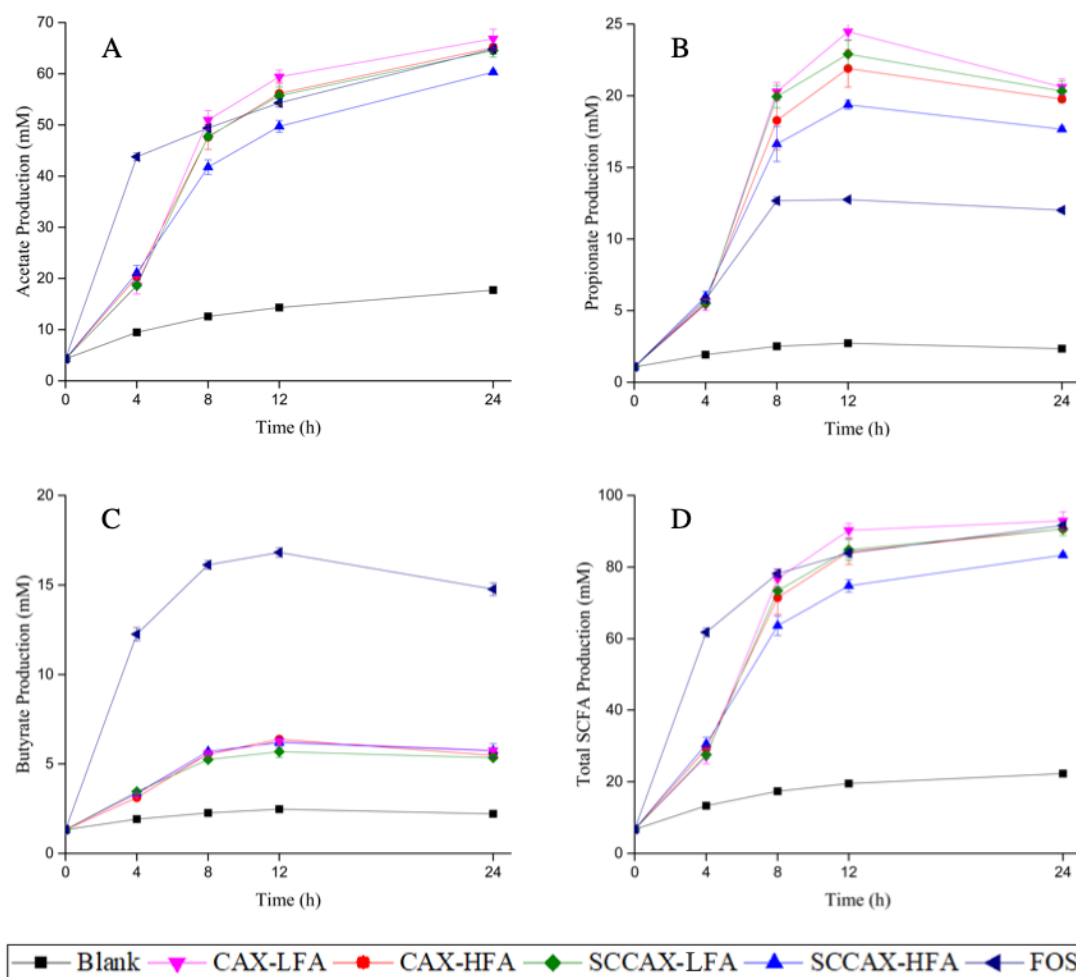 A
Acetate Production (mM)
70
60
50
40
30
20
10
0
0 4 8 12 24
Time (h)
B
Propionate Production (mM)
25
20
15
10
5
0
0 4 8 12 24
Time (h)
C
Butyrate Production (mM)
20
15
10
5
0
0 4 8 12 24
Time (h)
D
Total SCFA Production (mM)
100
80
60
40
20
0
0 4 8 12 24
Time (h)
Blank CAX-LFA CAX-HFA SCCAX-LFA SCCAX-HFA FOS